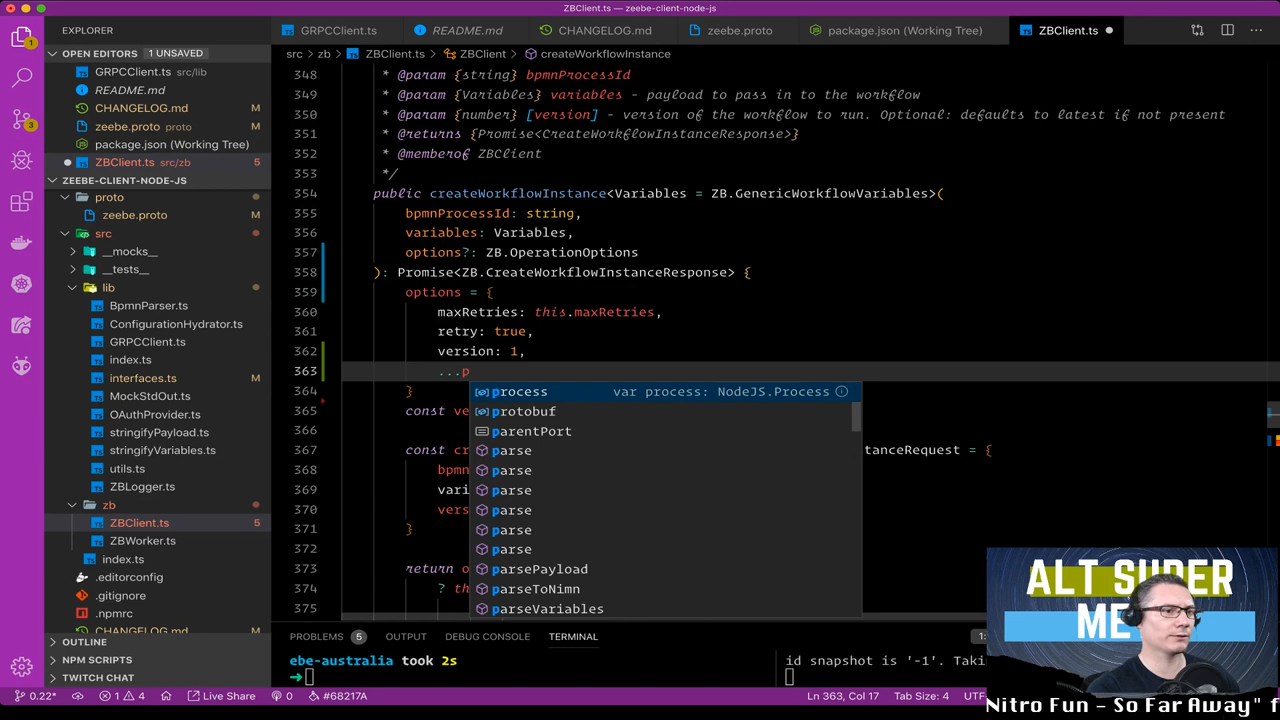 ZBClient.ts — zeebe-client-node-js
EXPLORER
GRPCClient.ts
README.md
CHANGELOG.md
zeebe.proto
package.json (Working Tree)
ZBClient.ts
OPEN EDITORS 1 UNSAVED
GRPCClient.ts src/lib
README.md
CHANGELOG.md M
zeebe.proto proto M
package.json (Working Tree)
ZBClient.ts src/zb 5
ZEEBE-CLIENT-NODE-JS
proto
zeebe.proto
src
__mocks__
__tests__
lib
BpmnParser.ts
ConfigurationHydrator.ts
GRPCClient.ts
index.ts
interfaces.ts M
MockStdOut.ts
OAuthProvider.ts
stringifyPayload.ts
stringifyVariables.ts
utils.ts
ZBLogger.ts
zb
ZBClient.ts 5
ZBWorker.ts
index.ts
.editorconfig
.gitignore
.npmrc
CHANGELOG.md M
OUTLINE
NPM SCRIPTS
TWITCH CHAT
src > zb > ZBClient.ts > ZBClient > createWorkflowInstance
348 * @param {string} bpmnProcessId
349 * @param {Variables} variables - payload to pass in to the workflow
350 * @param {number} [version] - version of the workflow to run. Optional: defaults to latest if not present
351 * @returns {Promise<CreateWorkflowInstanceResponse>}
352 * @memberof ZBClient
353 */
354 public createWorkflowInstance<Variables = ZB.GenericWorkflowVariables>(
355 bpmnProcessId: string,
356 variables: Variables,
357 options?: ZB.OperationOptions
358 ): Promise<ZB.CreateWorkflowInstanceResponse> {
359 options = {
360 maxRetries: this.maxRetries,
361 retry: true,
362 version: 1,
363 ...p
364 }
365 const ve
366
367 const cr tanceRequest = {
368 bpmn
369 vari
370 vers
371 }
372
373 return o
374 ? th
375
process var process: NodeJS.Process
protobuf
parentPort
parse
parse
parse
parse
parse
parse
parsePayload
parseToNimn
parseVariables
PROBLEMS 5 OUTPUT DEBUG CONSOLE TERMINAL 1:
ebe-australia took 2s
id snapshot is '-1'. Takin
ALT SUPER
ME
1
3
0.22* 1 4 Live Share 0 #68217A Ln 363, Col 17 Tab Size: 4 UTF-
Nitro Fun - So Far Away" f